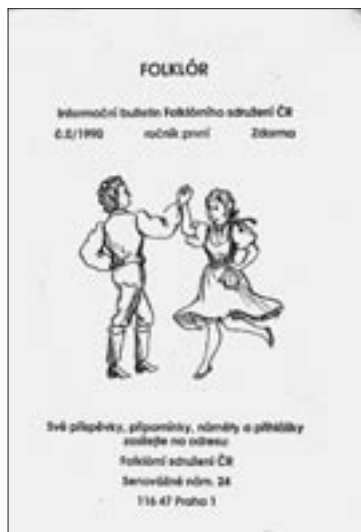 FOLKLÓR
Informační bulletin Folklórního sdružení ČR
č.0/1990 ročník první Zdarma
Své příspěvky, připomínky, náměty a přihlášky
zasílejte na adresu:
Folklórní sdružení ČR
Senovážné nám. 24
116 47 Praha 1